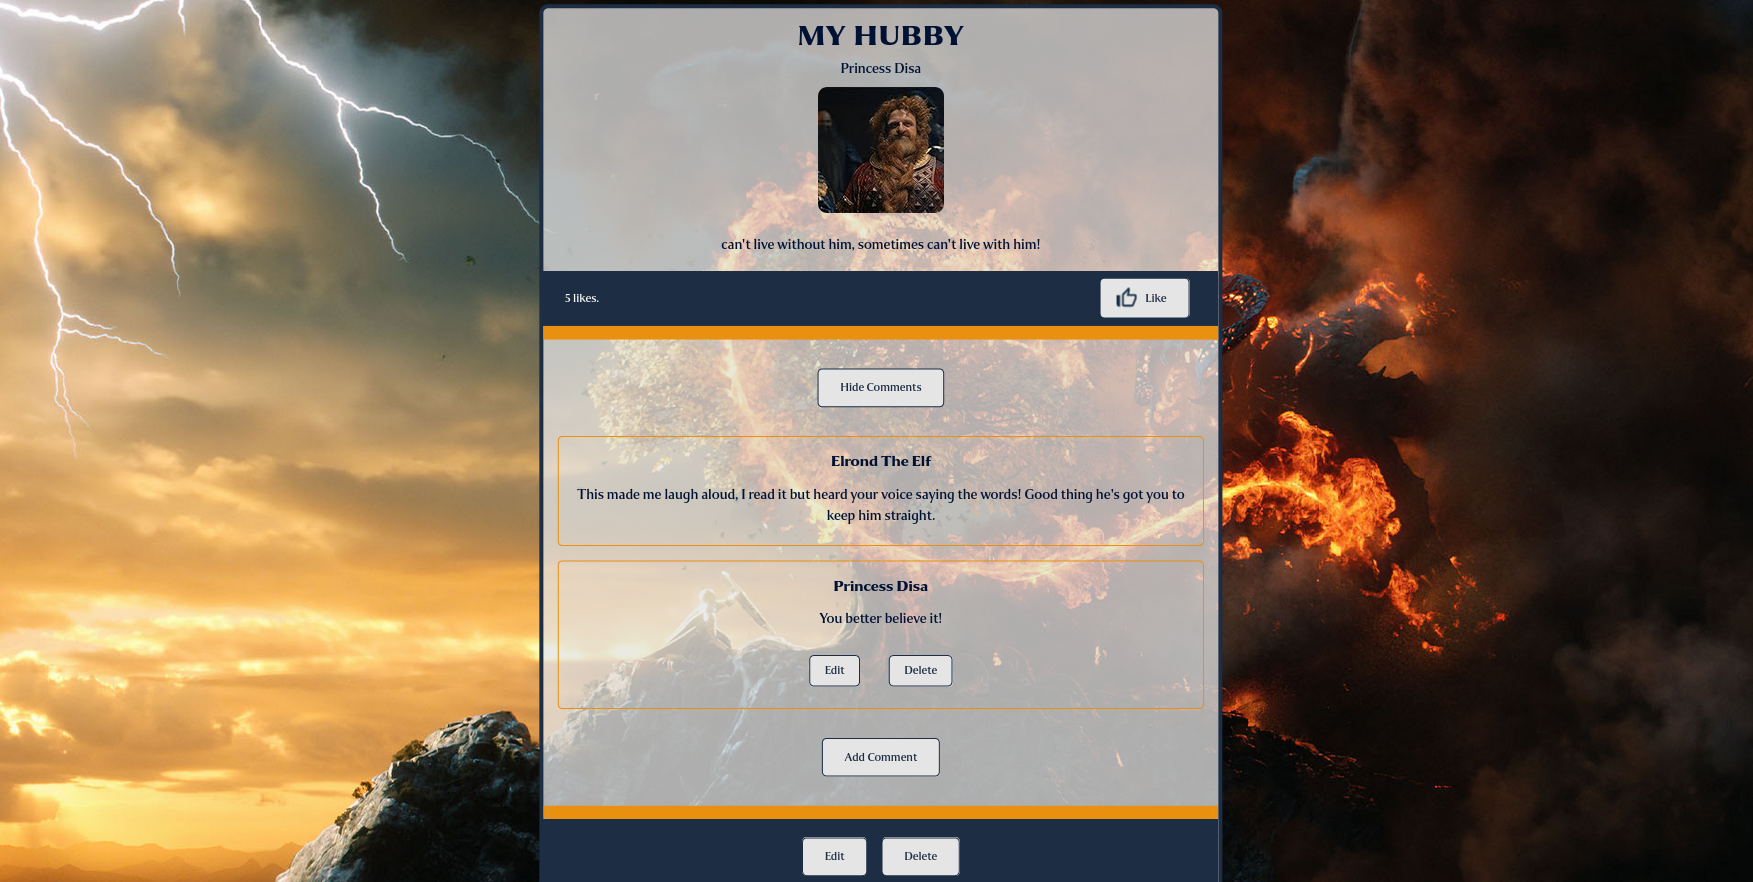 MY HUBBY
Princess Disa
can't live without him, sometimes can't live with him!
5 likes.
Like
Hide Comments
Elrond The Elf
This made me laugh aloud, I read it but heard your voice saying the words! Good thing he's got you to
keep him straight.
Princess Disa
You better believe it!
Edit
Delete
Add Comment
Edit
Delete